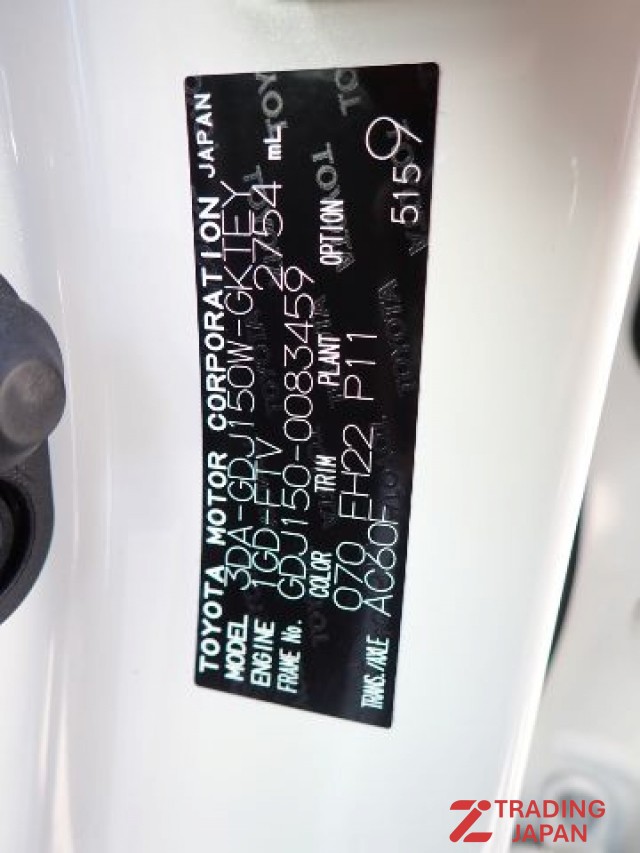 TOYOTA MOTOR CORPORATION JAPAN
MODEL 3DA-GDJ150W-GKTEY
ENGINE 1GD-FTV 2754 mL
FRAME No. GDJ150-0083459
COLOR TRIM PLANT OPTION
070 FH22 P11
TRANS./AXLE AC60F 5159
TRADING
JAPAN